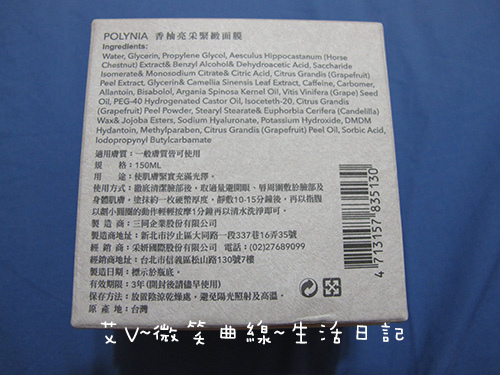 POLYNIA 香柚亮采緊緻面膜
Ingredients:
Water, Glycerin, Propylene Glycol, Aesculus Hippocastanum (Horse
Chestnut) Extract& Benzyl Alcohol& Dehydroacetic Acid, Saccharide
Isomerate& Monosodium Citrate& Citric Acid, Citrus Grandis (Grapefruit)
Peel Extract, Glycerin& Camellia Sinensis Leaf Extract, Caffeine, Carbomer,
Allantoin, Bisabolol, Argania Spinosa Kernel Oil, Vitis Vinifera (Grape) Seed
Oil, PEG-40 Hydrogenated Castor Oil, Isoceteth-20, Citrus Grandis
(Grapefruit) Peel Powder, Stearyl Stearate& Euphorbia Cerifera (Candelilla)
Wax& Jojoba Esters, Sodium Hyaluronate, Potassium Hydroxide, DMDM
Hydantoin, Methylparaben, Citrus Grandis (Grapefruit) Peel Oil, Sorbic Acid,
Iodopropynyl Butylcarbamate
適用膚質：一般膚質皆可使用
規 格：150ML
用 途：使肌膚緊實充滿光澤。
使用方式：徹底清潔臉部後，取適量避開眼、唇周圍敷於臉部及
身體肌膚，塗抹約一枚硬幣厚度，靜敷10-15分鐘後，再以指腹
以劃小圓圈的動作輕輕按摩1分鐘再以清水洗淨即可。
製造商：三同企業股份有限公司
製造商地址：新北市汐止區大同路一段337巷16弄35號
經 銷 商：采妍國際股份有限公司 電話：(02)27689099
經銷商地址：台北市信義區松山路130號7樓
製造日期：標示於瓶底。
有效期限：3年(開封後請儘早使用)
保存方法：放置陰涼乾燥處，避免陽光照射及高溫。
原 產 地：台灣
4 713157 835130
艾V~微笑曲線~生活日記